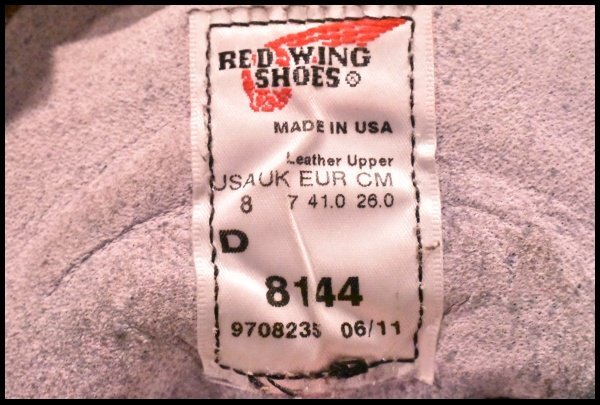 RED WING
SHOES®
MADE IN USA
Leather Upper
USA UK EUR CM
8 7 41.0 26.0
D
8144
9708235 06/11